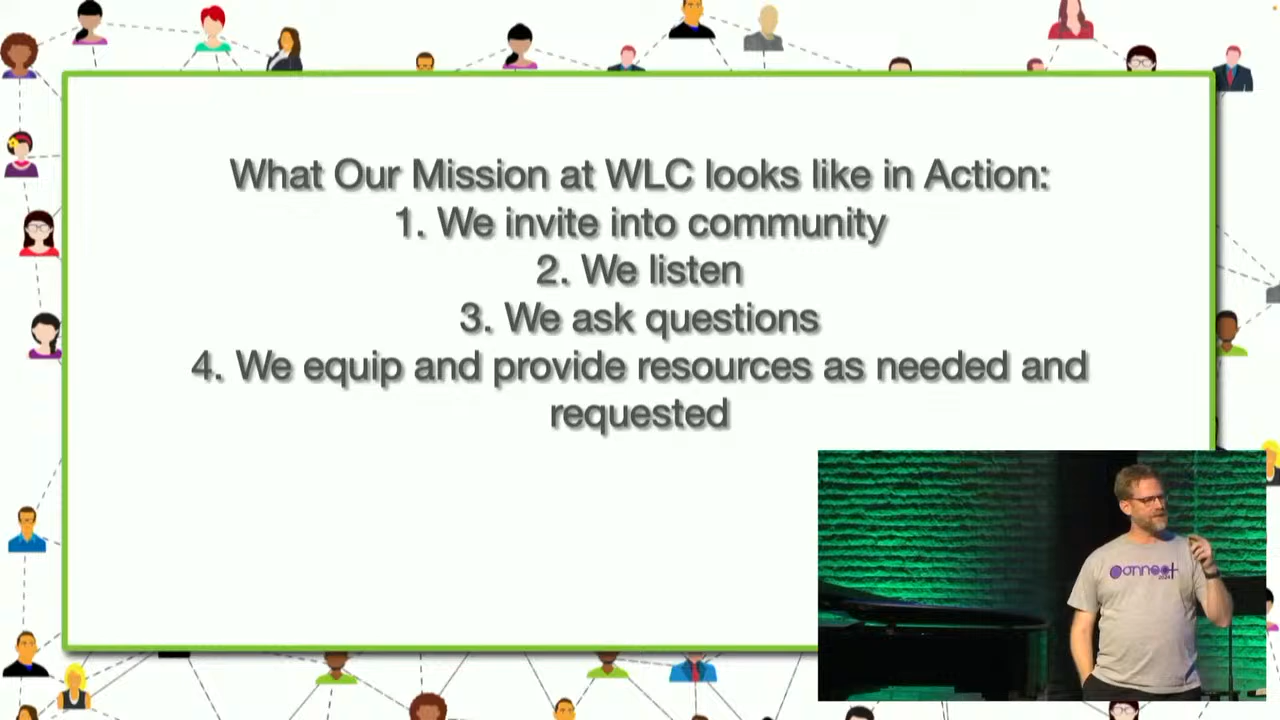 What Our Mission at WLC looks like in Action:
1. We invite into community
2. We listen
3. We ask questions
4. We equip and provide resources as needed and
requested
connect